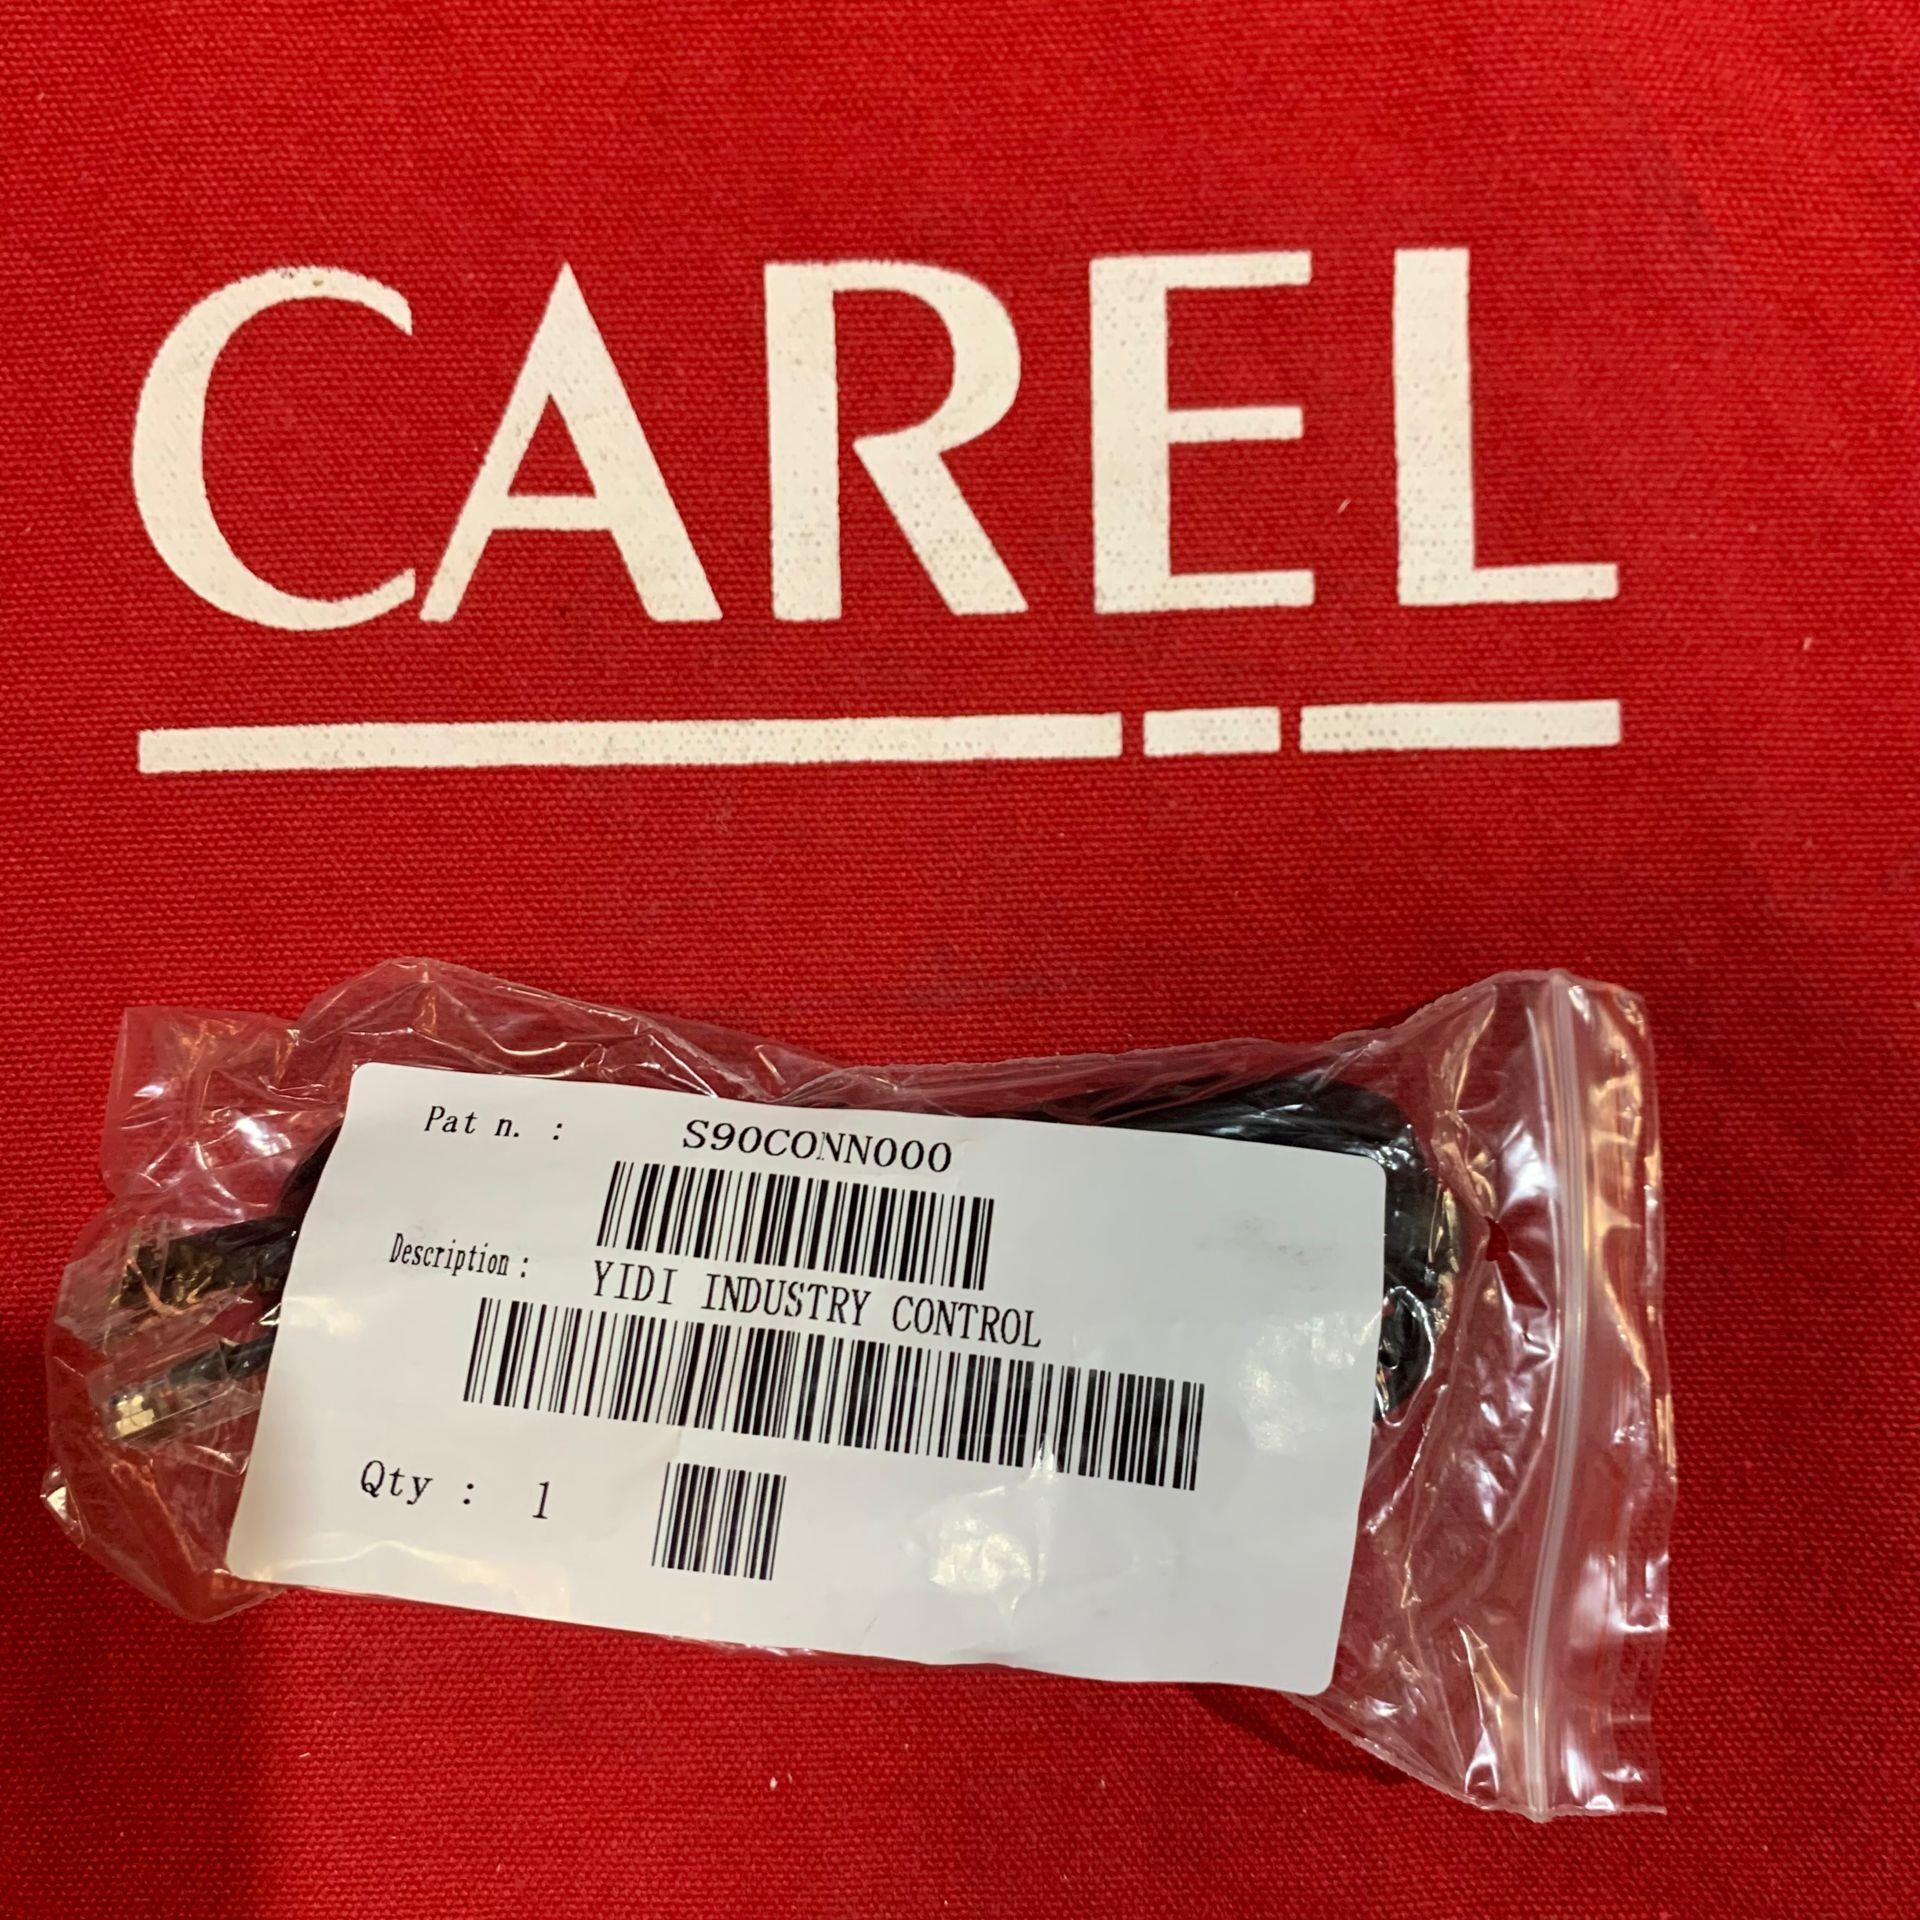 CAREL
Pat n. : S90CONN000
Description : YIDI INDUSTRY CONTROL
Qty : 1